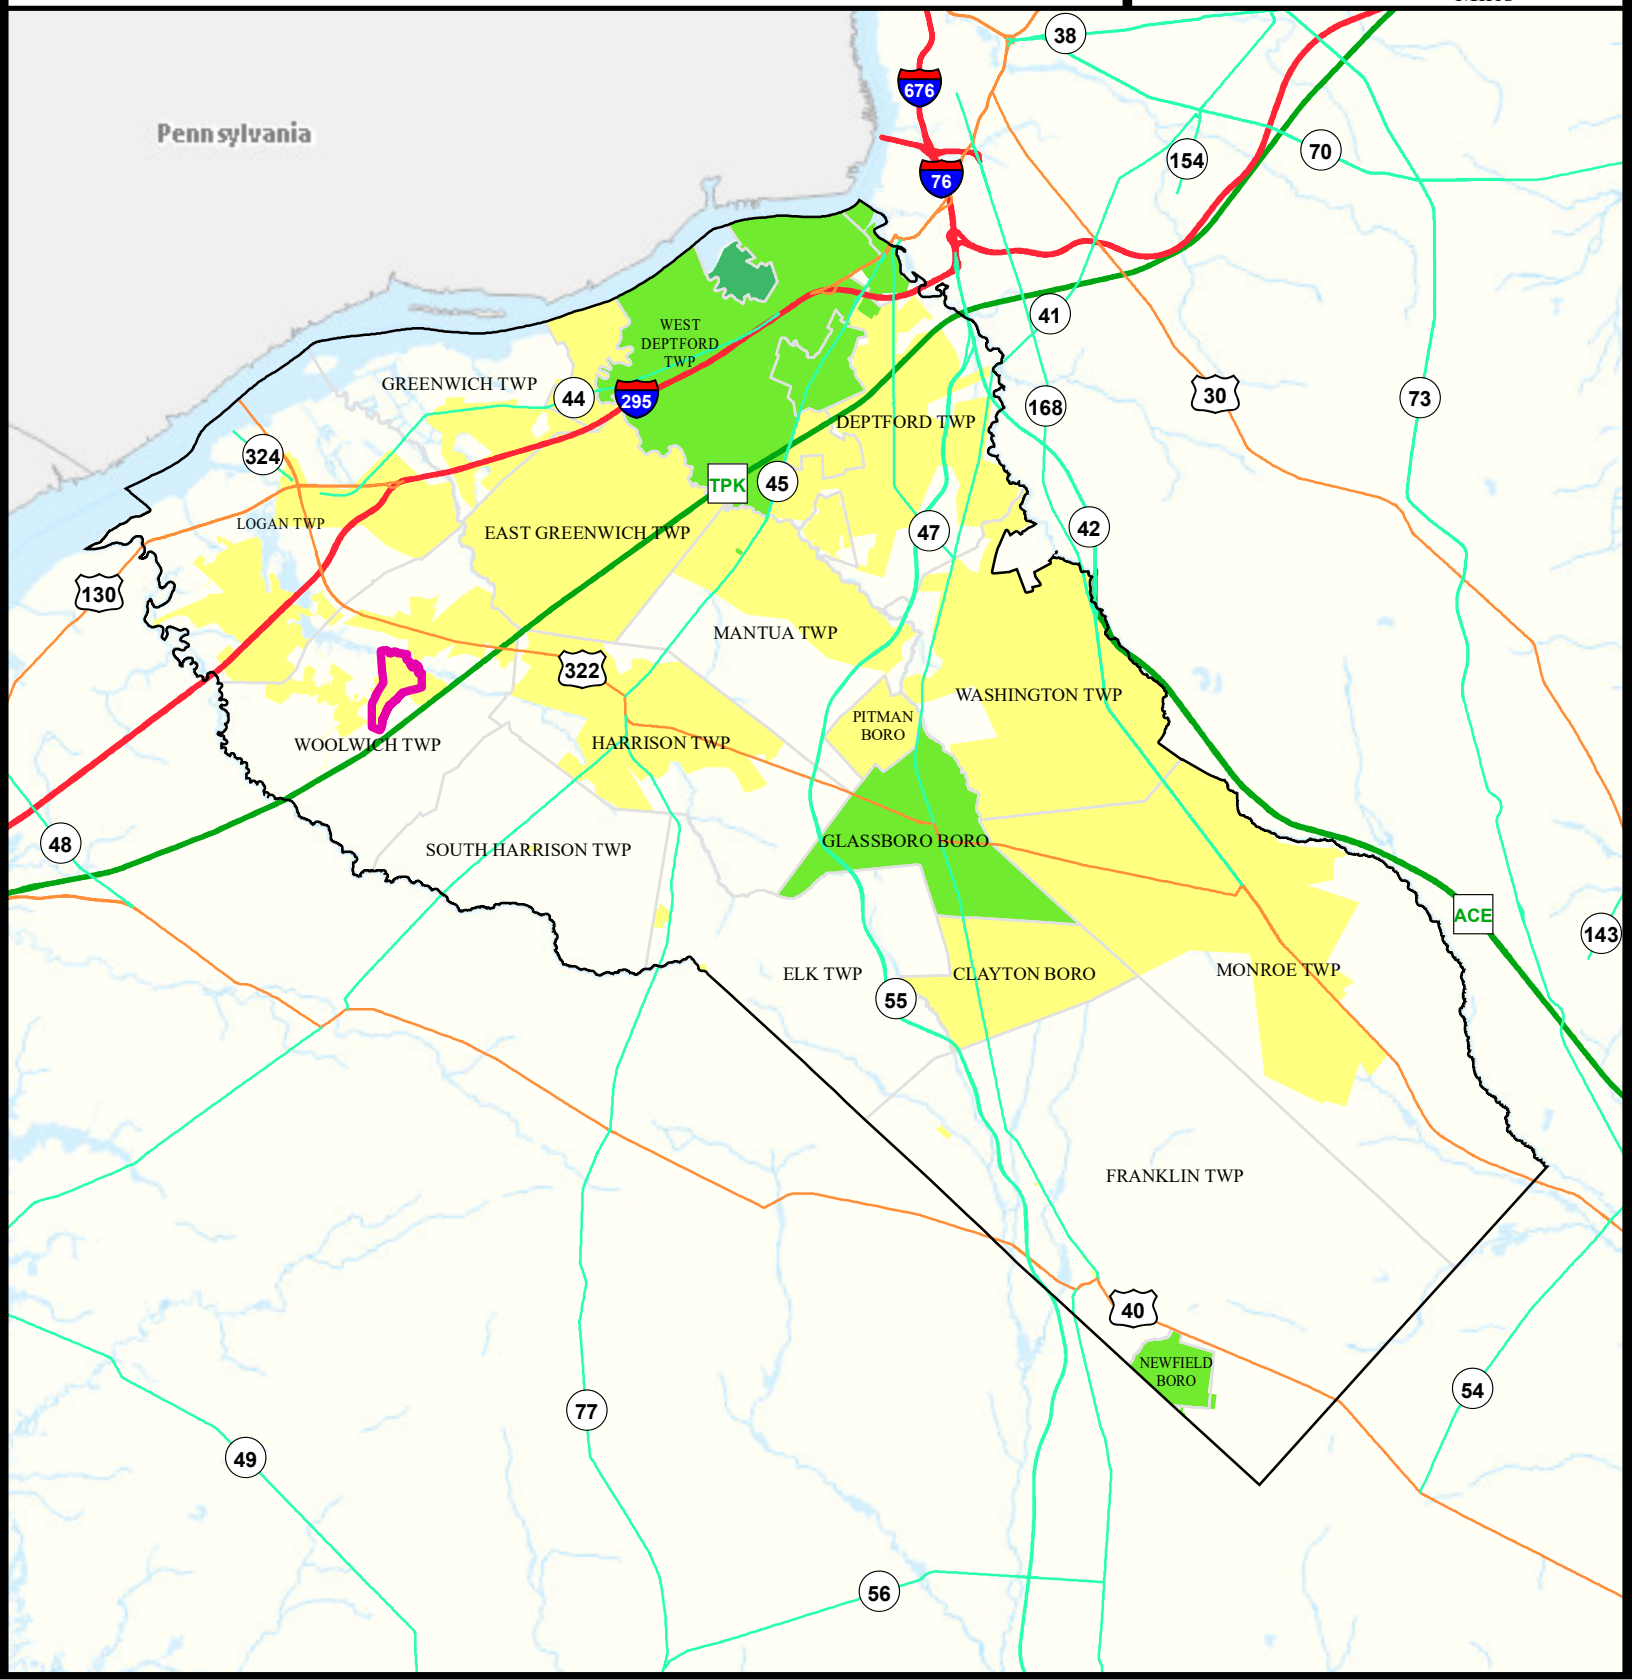 38
676
Pennsylvania
154
70
76
41
WEST
DEPTFORD
TWP
GREENWICH TWP
44
295
30
73
168
DEPTFORD TWP
324
TPK
45
LOGAN TWP
EAST GREENWICH TWP
47
42
130
MANTUA TWP
322
WASHINGTON TWP
PITMAN
BORO
WOOLWICH TWP
HARRISON TWP
48
SOUTH HARRISON TWP
GLASSBORO BORO
ACE
143
ELK TWP
CLAYTON BORO
MONROE TWP
55
FRANKLIN TWP
40
NEWFIELD
BORO
54
77
49
56